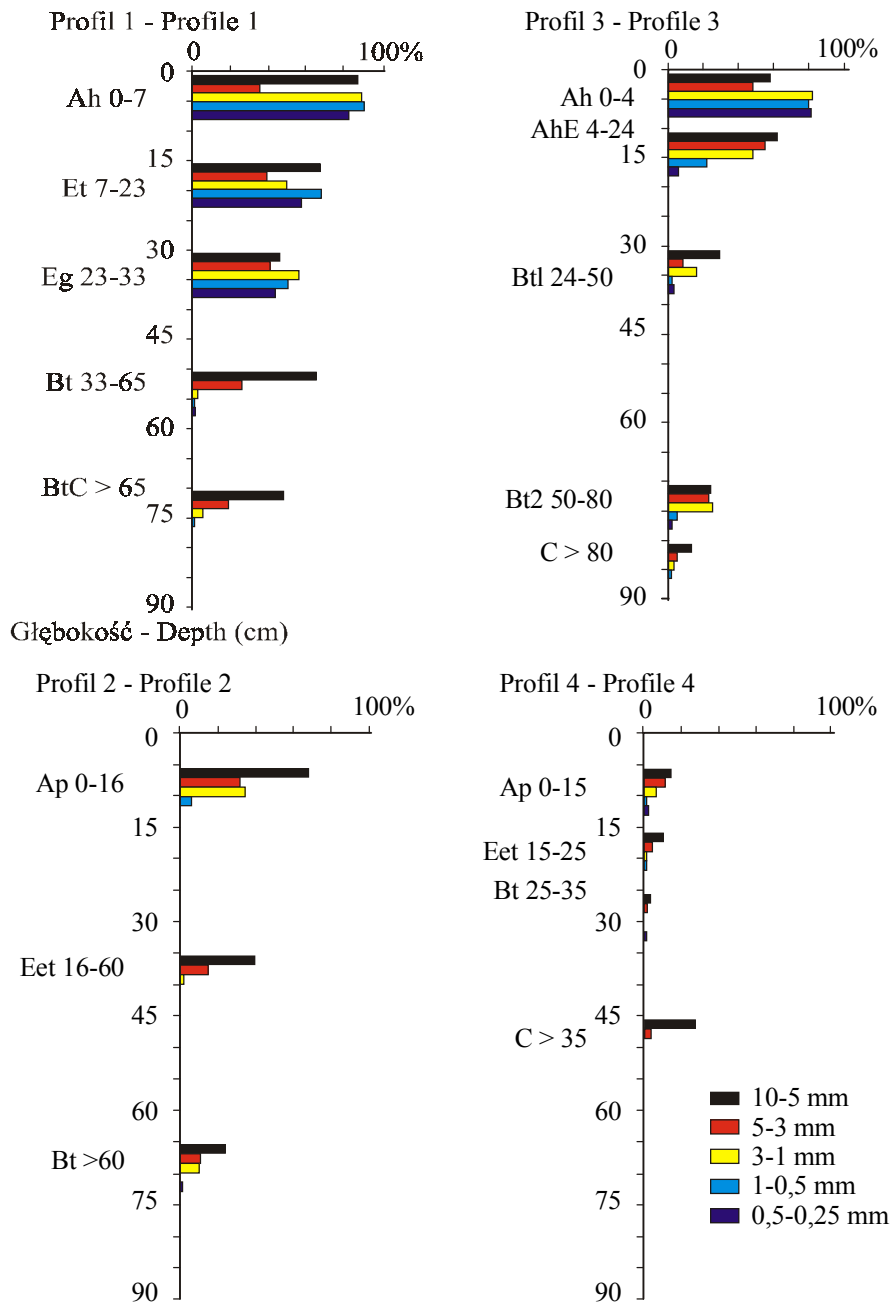 Profil 1 - Profile 1
0 100%
0
Ah 0-7
15
Et 7-23
30
Eg 23-33
45
Bt 33-65
60
BtC > 65
75
90
Głębokość - Depth (cm)
Profil 3 - Profile 3
0 100%
0
Ah 0-4
AhE 4-24
15
30
Btl 24-50
45
60
Bt2 50-80
75
C > 80
90
Profil 2 - Profile 2
0 100%
0
Ap 0-16
15
30
Eet 16-60
45
60
Bt >60
75
90
Profil 4 - Profile 4
0 100%
0
Ap 0-15
15
Eet 15-25
Bt 25-35
30
45
C > 35
60
75
90
10-5 mm
5-3 mm
3-1 mm
1-0,5 mm
0,5-0,25 mm